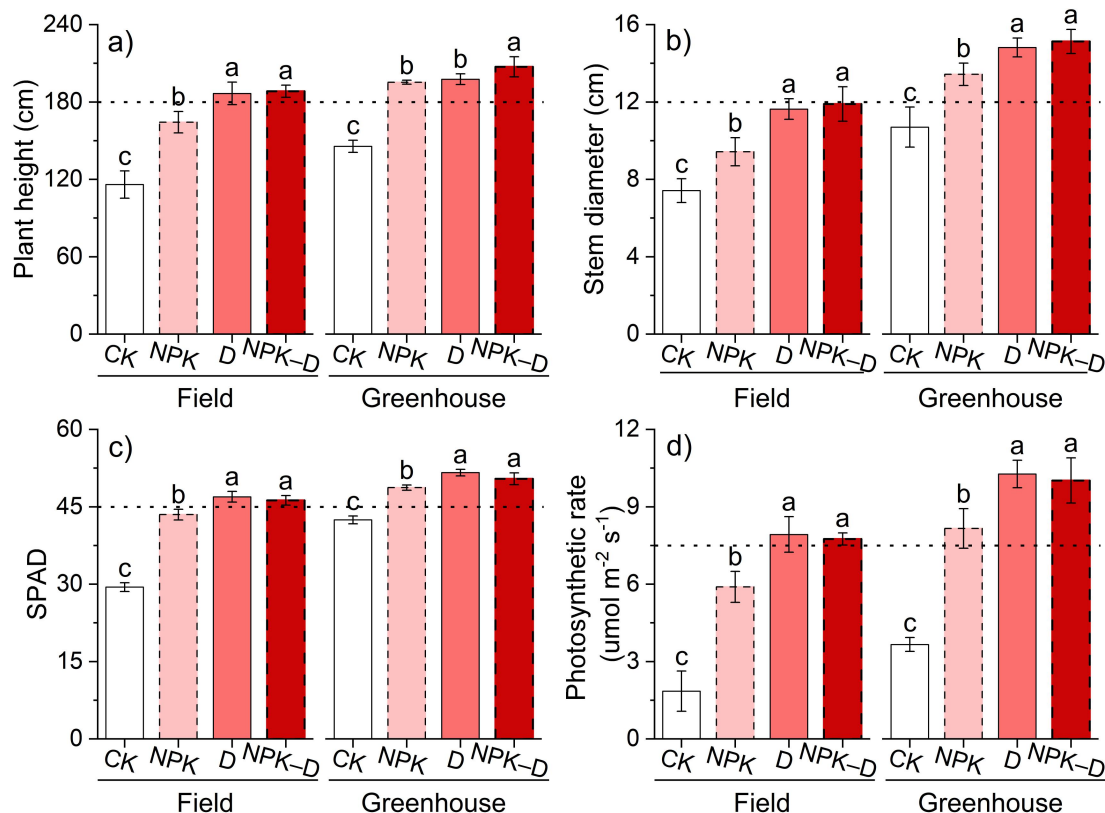 a)
Plant height (cm)
240
180
120
60
0
c
b
a
a
c
b
b
a
CK
NPK
D
NPK–D
CK
NPK
D
NPK–D
Field
Greenhouse
b)
Stem diameter (cm)
16
12
8
4
0
c
b
a
a
c
b
a
a
CK
NPK
D
NPK–D
CK
NPK
D
NPK–D
Field
Greenhouse
c)
SPAD
60
45
30
15
0
c
b
a
a
c
b
a
a
CK
NPK
D
NPK–D
CK
NPK
D
NPK–D
Field
Greenhouse
d)
Photosynthetic rate
(umol m⁻² s⁻¹)
12
9
6
3
0
c
b
a
a
c
b
a
a
CK
NPK
D
NPK–D
CK
NPK
D
NPK–D
Field
Greenhouse